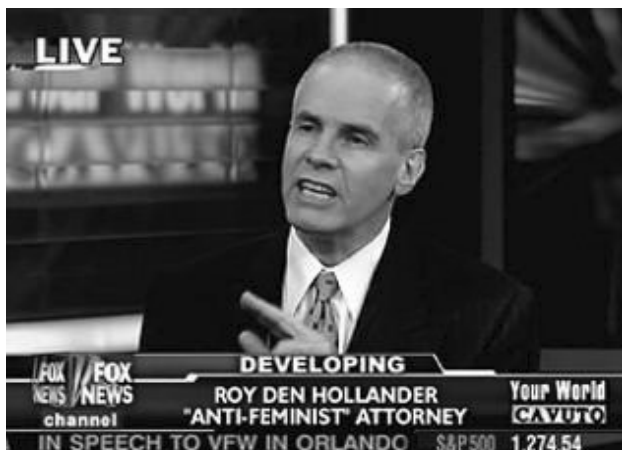 LIVE
DEVELOPING
FOX NEWS
FOX NEWS
channel
ROY DEN HOLLANDER
"ANTI-FEMINIST" ATTORNEY
Your World
CAVUTO
IN SPEECH TO VFW IN ORLANDO S&P 500 1,274.54